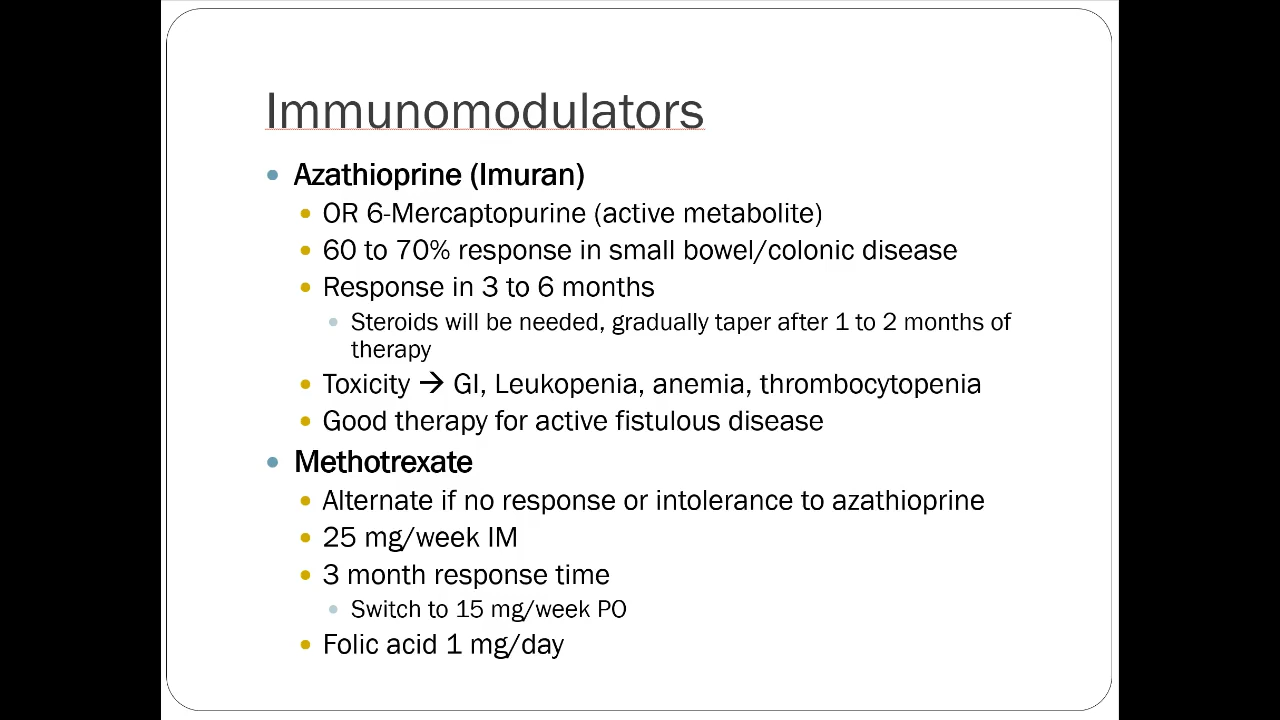 Immunomodulators
• Azathioprine (Imuran)
• OR 6-Mercaptopurine (active metabolite)
• 60 to 70% response in small bowel/colonic disease
• Response in 3 to 6 months
• Steroids will be needed, gradually taper after 1 to 2 months of
therapy
• Toxicity → GI, Leukopenia, anemia, thrombocytopenia
• Good therapy for active fistulous disease
• Methotrexate
• Alternate if no response or intolerance to azathioprine
• 25 mg/week IM
• 3 month response time
• Switch to 15 mg/week PO
• Folic acid 1 mg/day